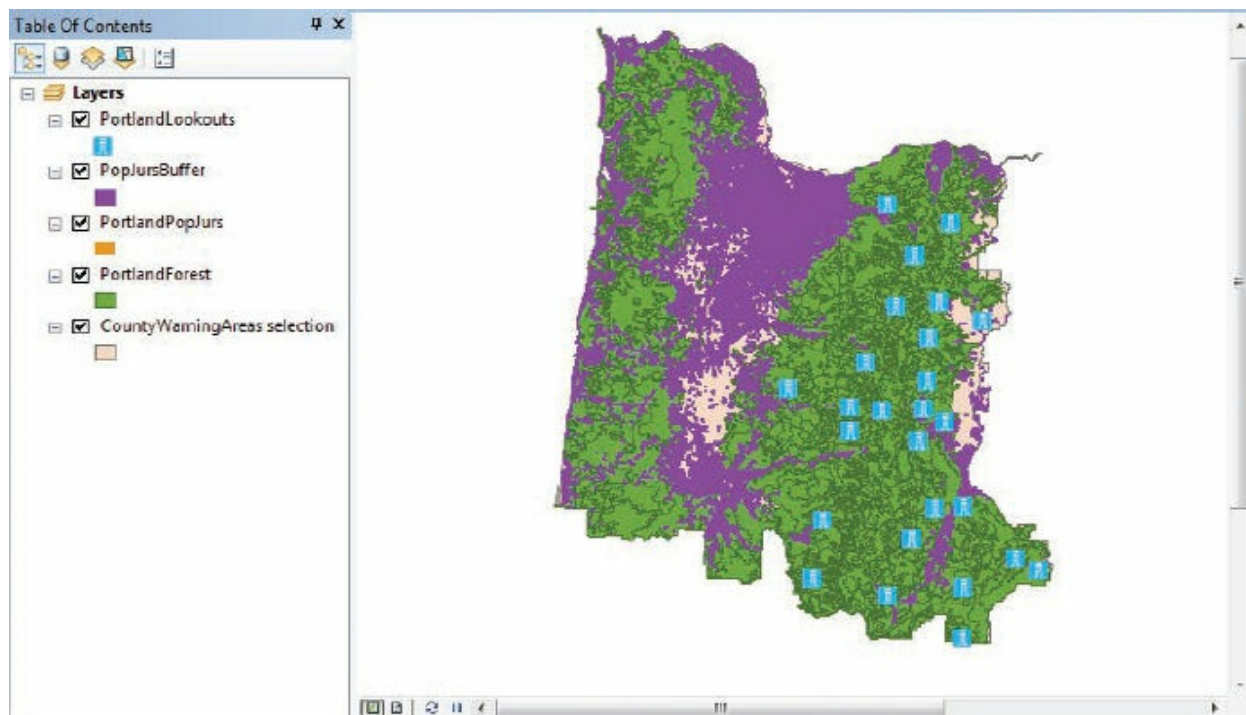 Table Of Contents
Layers
PortlandLookouts
PopJursBuffer
PortlandPopJurs
PortlandForest
CountyWarningAreas selection